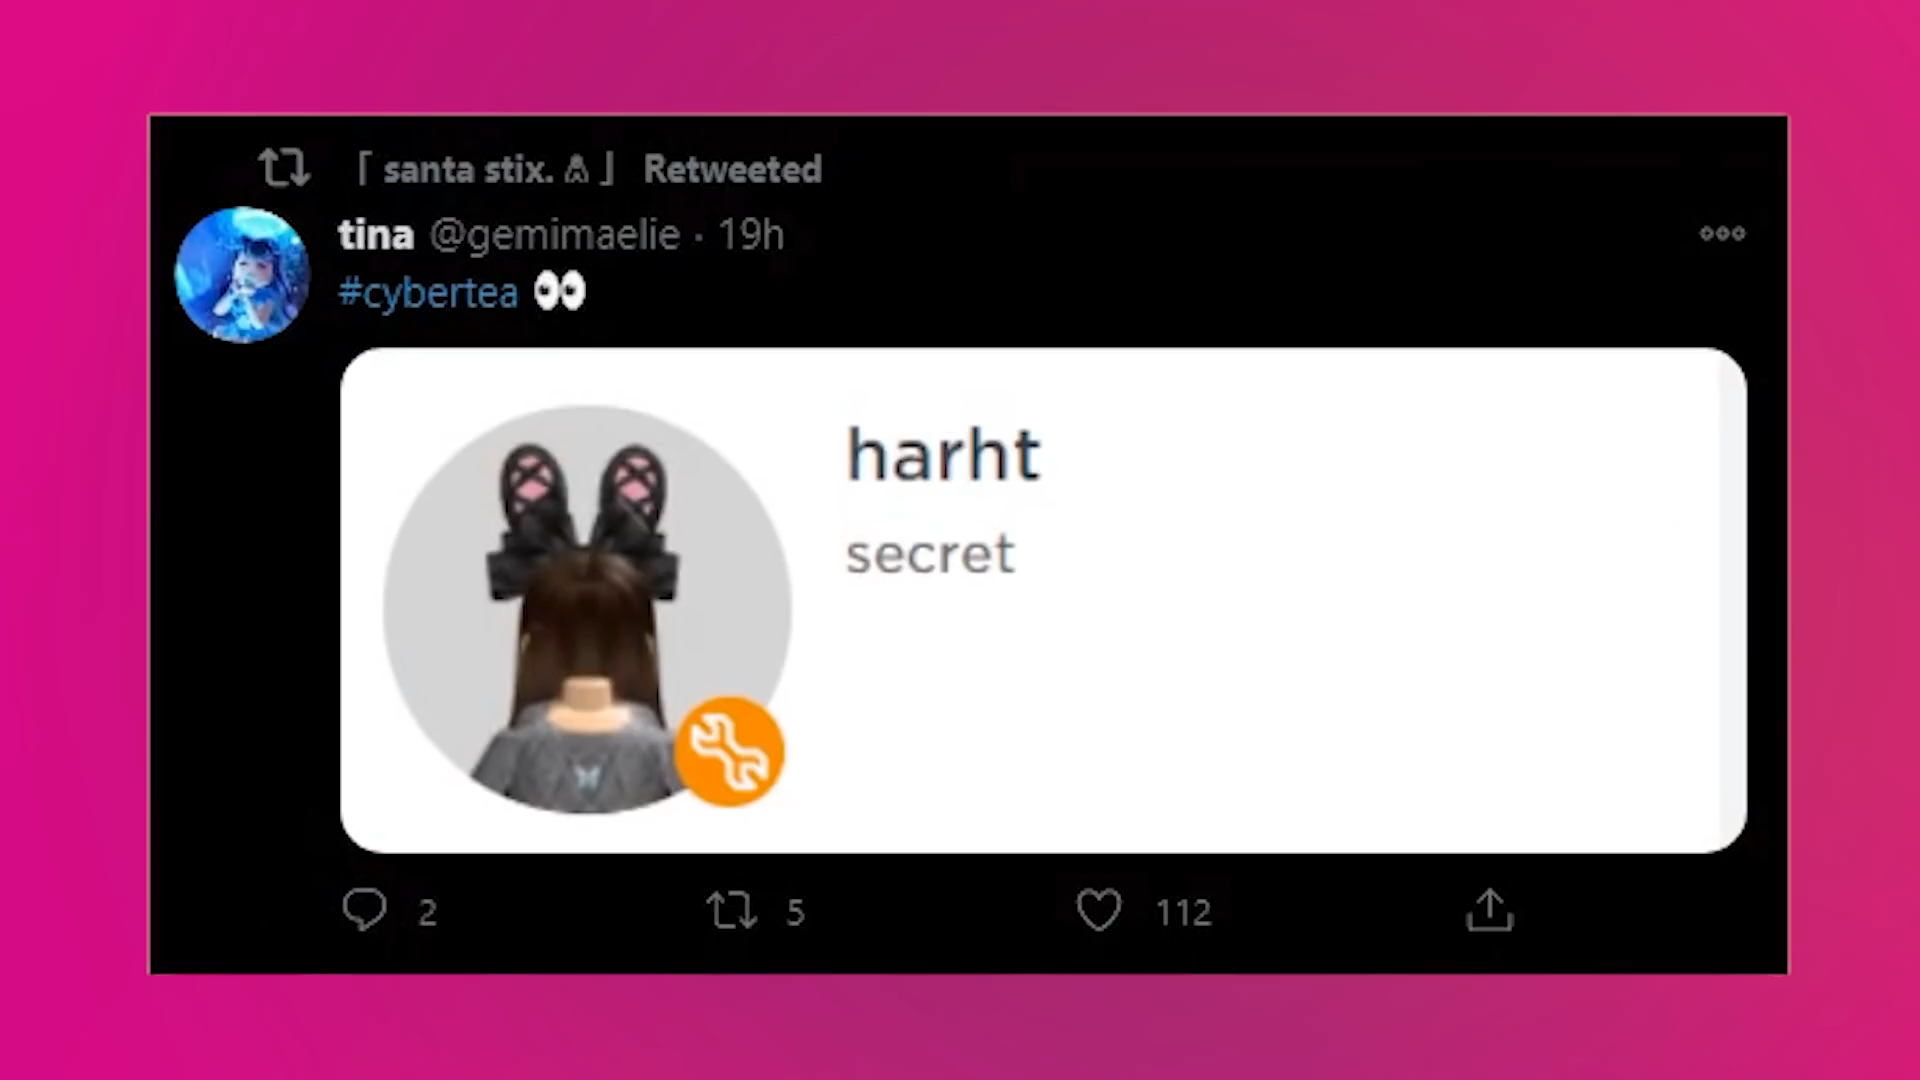 「 santa stix. 」 Retweeted
tina @gemimaelie · 19h
#cybertea 👀
harht
secret
2 5 112